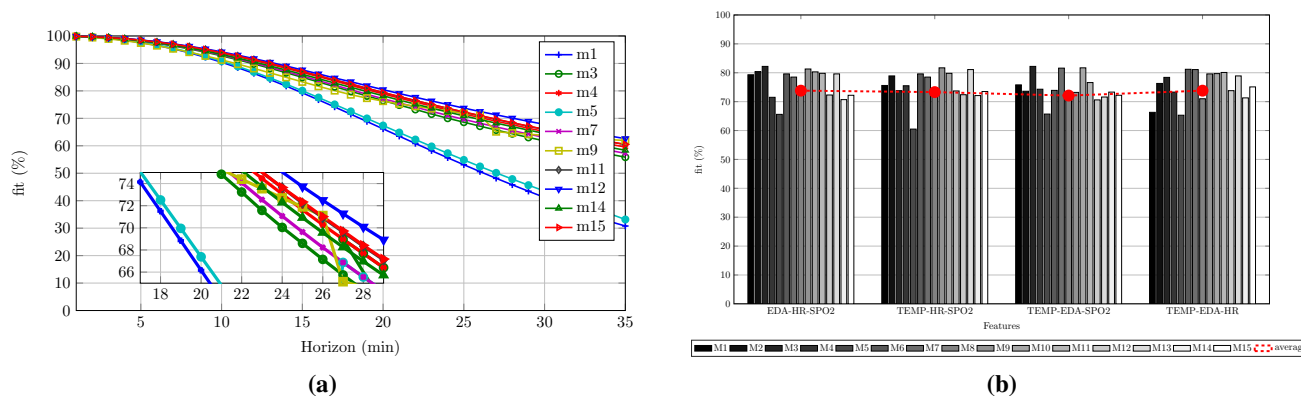 100
90
80
70
60
50
40
30
20
10
0
fit (%)
5 10 15 20 25 30 35
Horizon (min)
m1
m3
m4
m5
m7
m9
m11
m12
m14
m15
74
72
70
68
66
18 20 22 24 26 28
(a)
100
90
80
70
60
50
40
30
20
10
0
fit (%)
EDA-HR-SPO2 TEMP-HR-SPO2 TEMP-EDA-SPO2 TEMP-EDA-HR
Features
M1 M2 M3 M4 M5 M6 M7 M8 M9 M10 M11 M12 M13 M14 M15 averag
(b)